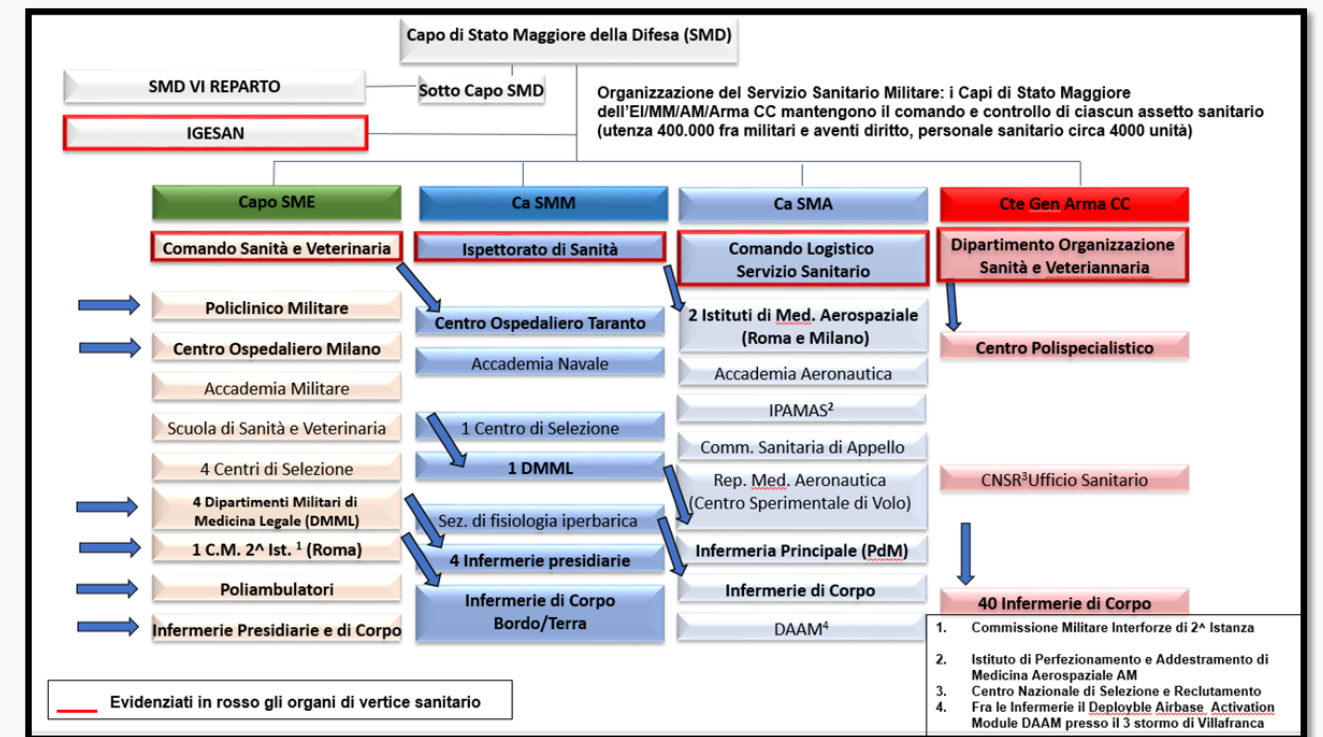 Capo di Stato Maggiore della Difesa (SMD)
SMD VI REPARTO
Sotto Capo SMD
IGESAN
Organizzazione del Servizio Sanitario Militare: i Capi di Stato Maggiore
dell'EI/MM/AM/Arma CC mantengono il comando e controllo di ciascun assetto sanitario
(utenza 400.000 fra militari e aventi diritto, personale sanitario circa 4000 unità)
Capo SME
Comando Sanità e Veterinaria
Policlinico Militare
Centro Ospedaliero Milano
Accademia Militare
Scuola di Sanità e Veterinaria
4 Centri di Selezione
4 Dipartimenti Militari di
Medicina Legale (DMML)
1 C.M. 2^ Ist. ¹ (Roma)
Poliambulatori
Infermerie Presidiarie e di Corpo
Ca SMM
Ispettorato di Sanità
Centro Ospedaliero Taranto
Accademia Navale
1 Centro di Selezione
1 DMML
Sez. di fisiologia iperbarica
4 Infermerie presidiarie
Infermerie di Corpo
Bordo/Terra
Ca SMA
Comando Logistico
Servizio Sanitario
2 Istituti di Med. Aerospaziale
(Roma e Milano)
Accademia Aeronautica
IPAMAS²
Comm. Sanitaria di Appello
Rep. Med. Aeronautica
(Centro Sperimentale di Volo)
Infermeria Principale (PdM)
Infermerie di Corpo
DAAM⁴
Cte Gen Arma CC
Dipartimento Organizzazione
Sanità e Veteriannaria
Centro Polispecialistico
CNSR³Ufficio Sanitario
40 Infermerie di Corpo
1. Commissione Militare Interforze di 2^ Istanza
2. Istituto di Perfezionamento e Addestramento di
Medicina Aerospaziale AM
3. Centro Nazionale di Selezione e Reclutamento
4. Fra le Infermerie il Deployble Airbase Activation
Module DAAM presso il 3 stormo di Villafranca
Evidenziati in rosso gli organi di vertice sanitario